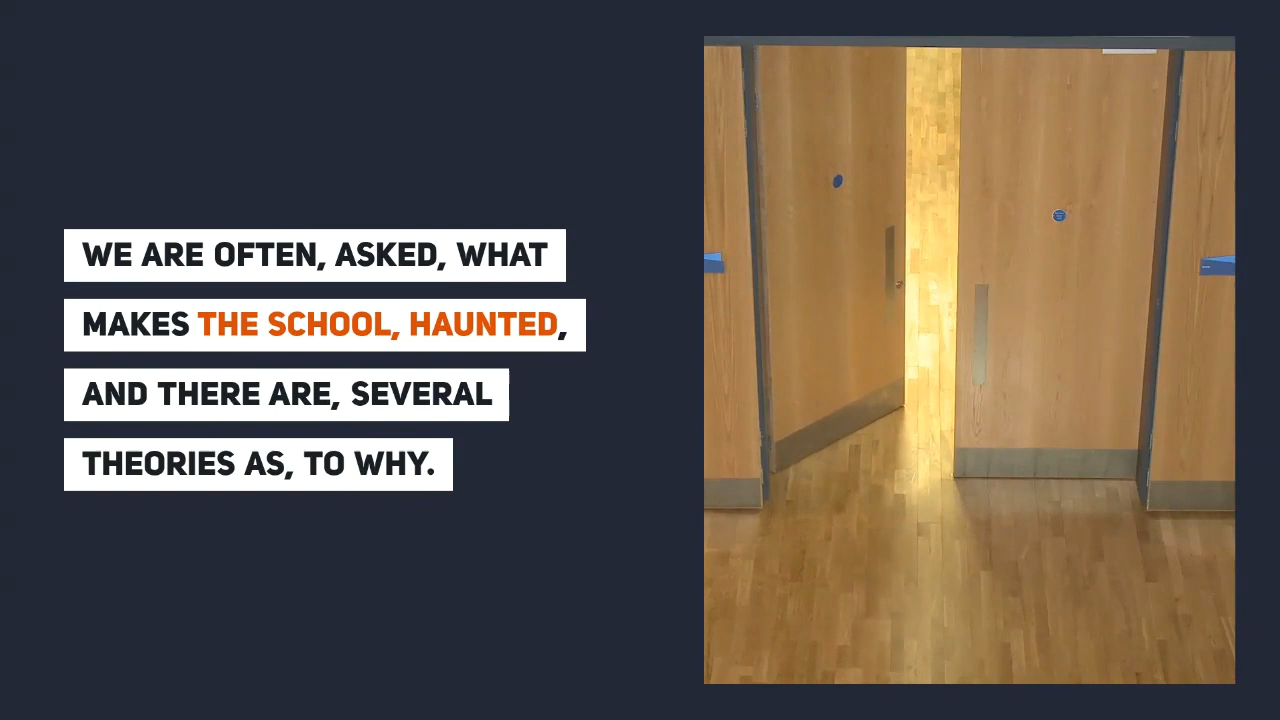 WE ARE OFTEN, ASKED, WHAT
MAKES THE SCHOOL, HAUNTED,
AND THERE ARE, SEVERAL
THEORIES AS, TO WHY.